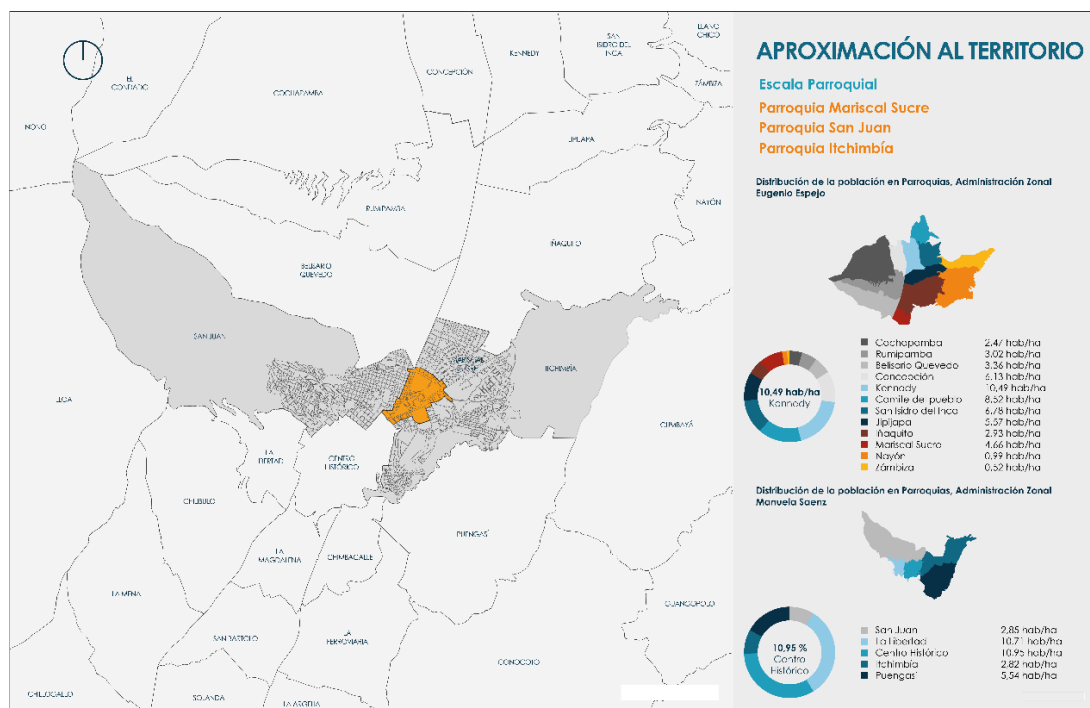 LLANO
CHICO
SAN
ISIDRO DEL
INCA
KENNEDY
CONCEPCIÓN
EL
CONDADO
COCHAPAMBA
ZÁMBIZA
NONO
JIPIJAPA
RUMIPAMBA
NAYÓN
IÑAQUITO
BELISARIO
QUEVEDO
SAN JUAN
MARISCAL
SUCRE
ITCHIMBÍA
LLOA
CUMBAYÁ
LA
LIBERTAD
CENTRO
HISTÓRICO
CHILIBULO
PUENGASÍ
LA
MAGDALENA
CHIMBACALLE
LA MENA
GUANGOPOLO
SAN BARTOLO
LA
FERROVIARIA
CONOCOTO
CHILLOGALLO
SOLANDA
LA ARGELIA
APROXIMACIÓN AL TERRITORIO
Escala Parroquial
Parroquia Mariscal Sucre
Parroquia San Juan
Parroquia Itchimbía
Distribución de la población en Parroquias, Administración Zonal
Eugenio Espejo
10,49 hab/ha
Kennedy
Cochapamba 2.47 hab/ha
Rumipamba 3.02 hab/ha
Belisario Quevedo 3.36 hab/ha
Concepción 6,13 hab/ha
Kennedy 10,49 hab/ha
Comite del pueblo 8.52 hab/ha
San Isidro del Inca 6.78 hab/ha
Jipijapa 5.57 hab/ha
Iñaquito 2.93 hab/ha
Mariscal Sucre 4.66 hab/ha
Nayón 0.99 hab/ha
Zámbiza 0.52 hab/ha
Distribución de la población en Parroquias, Administración Zonal
Manuela Saenz
10,95 %
Centro
Histórico
San Juan 2,85 hab/ha
La Libertad 10.71 hab/ha
Centro Histórico 10.95 hab/ha
Itchimbía 2.82 hab/ha
Puengasí 5,54 hab/ha